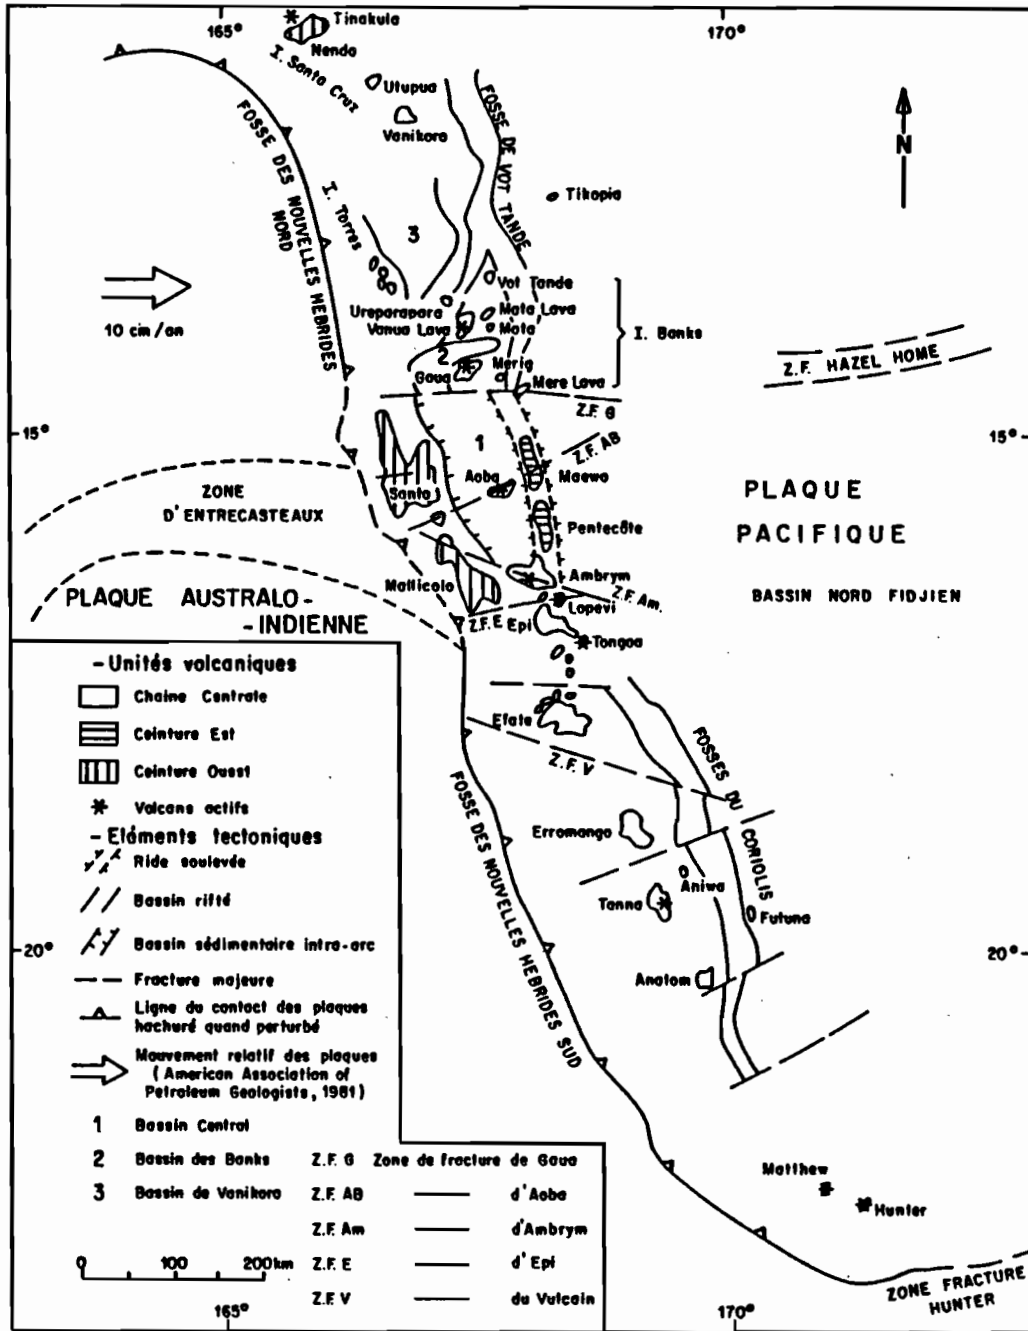 165°
170°
Tinakula
Nendo
I. Santa Cruz
Utupua
Vanikoro
FOSSE DE VOT TANDE
N
Tikopia
FOSSE DES NOUVELLES HEBRIDES NORD
I. Torres
3
10 cm/an
Vot Tande
Ureparapara
Mota Lava
Vanua Lava
Mota
I. Banks
2
Merig
Gaua
Mere Lava
Z.F. HAZEL HOME
Z.F. G
15°
15°
1
Z.F. AB
Aoba
Maewo
Santo
ZONE
D'ENTRECASTEAUX
PLAQUE
PACIFIQUE
Pentecôte
Mallicolo
Ambrym
Z.F. Am.
Lopevi
BASSIN NORD FIDJIEN
PLAQUE AUSTRALO-
-INDIENNE
Z.F. E
Epi
Tongoa
Efate
Z.F. V
FOSSES DU CORIOLIS
FOSSE DES NOUVELLES HEBRIDES SUD
Erromango
Aniwa
Tanna
Futuna
20°
20°
Anatom
Matthew
Hunter
ZONE FRACTURE
HUNTER
- Unités volcaniques
Chaine Centrale
Ceinture Est
Ceinture Ouest
Volcans actifs
- Eléments tectoniques
Ride soulevée
Bassin rifté
Bassin sédimentaire intra-arc
Fracture majeure
Ligne du contact des plaques
hachuré quand perturbé
Mouvement relatif des plaques
(American Association of
Petroleum Geologists, 1981)
1 Bassin Central
2 Bassin des Banks
3 Bassin de Vanikoro
Z.F. G Zone de fracture de Gaua
Z.F. AB —— d'Aoba
Z.F. Am —— d'Ambrym
Z.F. E —— d'Epi
Z.F. V —— du Vulcain
0 100 200km
165°
170°